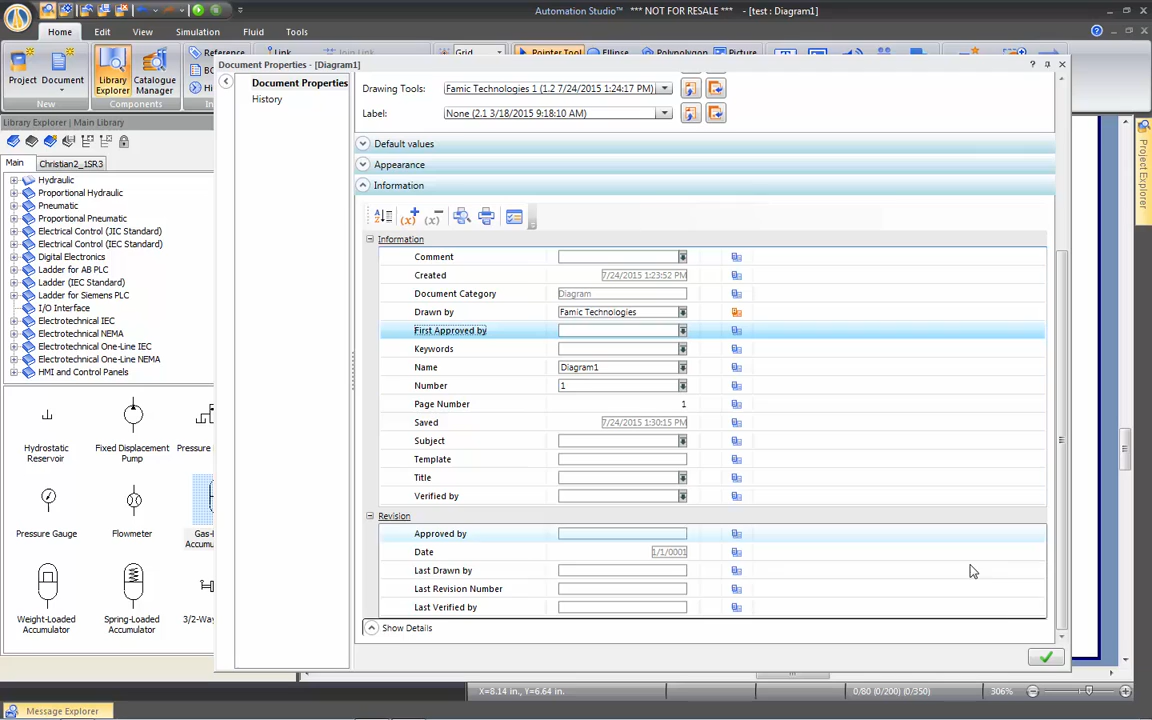 Automation Studio™ *** NOT FOR RESALE *** - [test : Diagram1]
Home Edit View Simulation Fluid Tools
Project Document Library Explorer Catalogue Manager
New Components
Reference
Link
Join Link
Grid
Pointer Tool
Ellipse
Polypolygon
Picture
Document Properties - [Diagram1]
Document Properties
History
Drawing Tools: Famic Technologies 1 (1.2 7/24/2015 1:24:17 PM)
Label: None (2.1 3/18/2015 9:18:10 AM)
Default values
Appearance
Information
Information
Comment
Created 7/24/2015 1:23:52 PM
Document Category Diagram
Drawn by Famic Technologies
First Approved by
Keywords
Name Diagram1
Number 1
Page Number 1
Saved 7/24/2015 1:30:15 PM
Subject
Template
Title
Verified by
Revision
Approved by
Date 1/1/0001
Last Drawn by
Last Revision Number
Last Verified by
Show Details
Library Explorer | Main Library
Main Christian2_1SR3
Hydraulic
Proportional Hydraulic
Pneumatic
Proportional Pneumatic
Electrical Control (JIC Standard)
Electrical Control (IEC Standard)
Digital Electronics
Ladder for AB PLC
Ladder (IEC Standard)
Ladder for Siemens PLC
I/O Interface
Electrotechnical IEC
Electrotechnical NEMA
Electrotechnical One-Line IEC
Electrotechnical One-Line NEMA
HMI and Control Panels
Hydrostatic Reservoir
Fixed Displacement Pump
Pressure
Pressure Gauge
Flowmeter
Weight-Loaded Accumulator
Spring-Loaded Accumulator
Project Explorer
X=8.14 in., Y=6.64 in.
0/80 (0/200) (0/350)
306%
Message Explorer